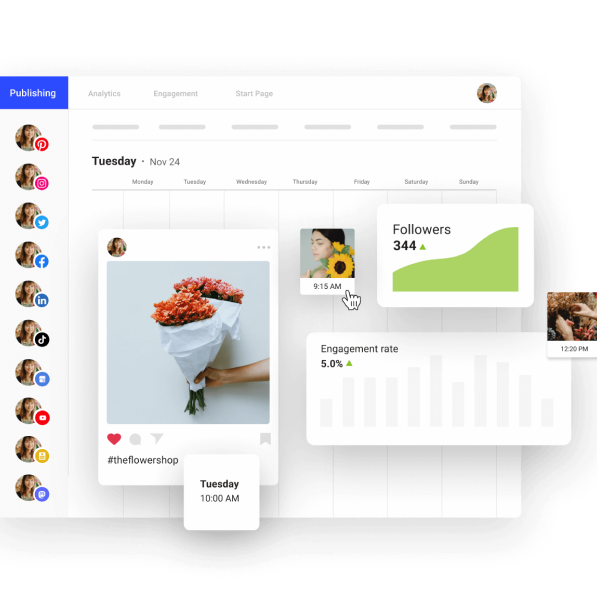 Publishing
Analytics
Engagement
Start Page
Tuesday · Nov 24
Monday
Tuesday
Wednesday
Thursday
Friday
Saturday
Sunday
Followers
344
9:15 AM
12:20 PM
Engagement rate
5.0%
#theflowershop
Tuesday
10:00 AM